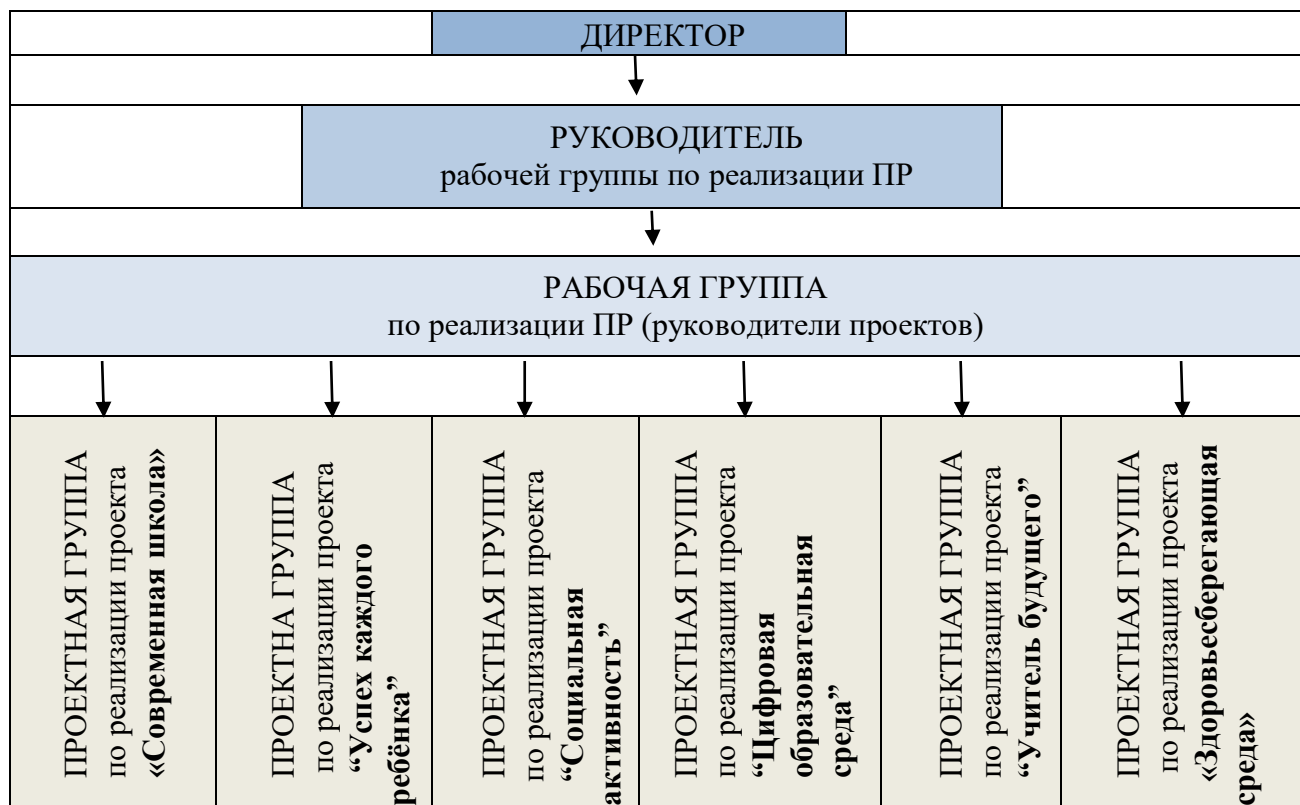 ДИРЕКТОР
РУКОВОДИТЕЛЬ
рабочей группы по реализации ПР
РАБОЧАЯ ГРУППА
по реализации ПР (руководители проектов)
ПРОЕКТНАЯ ГРУППА
по реализации проекта
«Современная школа»
ПРОЕКТНА ГРУППА
по реализации проекта
“Успех каждого
ребёнка”
ПРОЕКТНАЯ ГРУППА
по реализации проекта
“Социальная
активность”
ПРОЕКТНАЯ ГРУППА
по реализации проекта
“Цифровая
образовательная
среда”
ПРОЕКТНАЯ ГРУППА
по реализации проекта
“Учитель будущего”
ПРОЕКТНАЯ ГРУППА
по реализации проекта
«Здоровьесберегающая
среда»